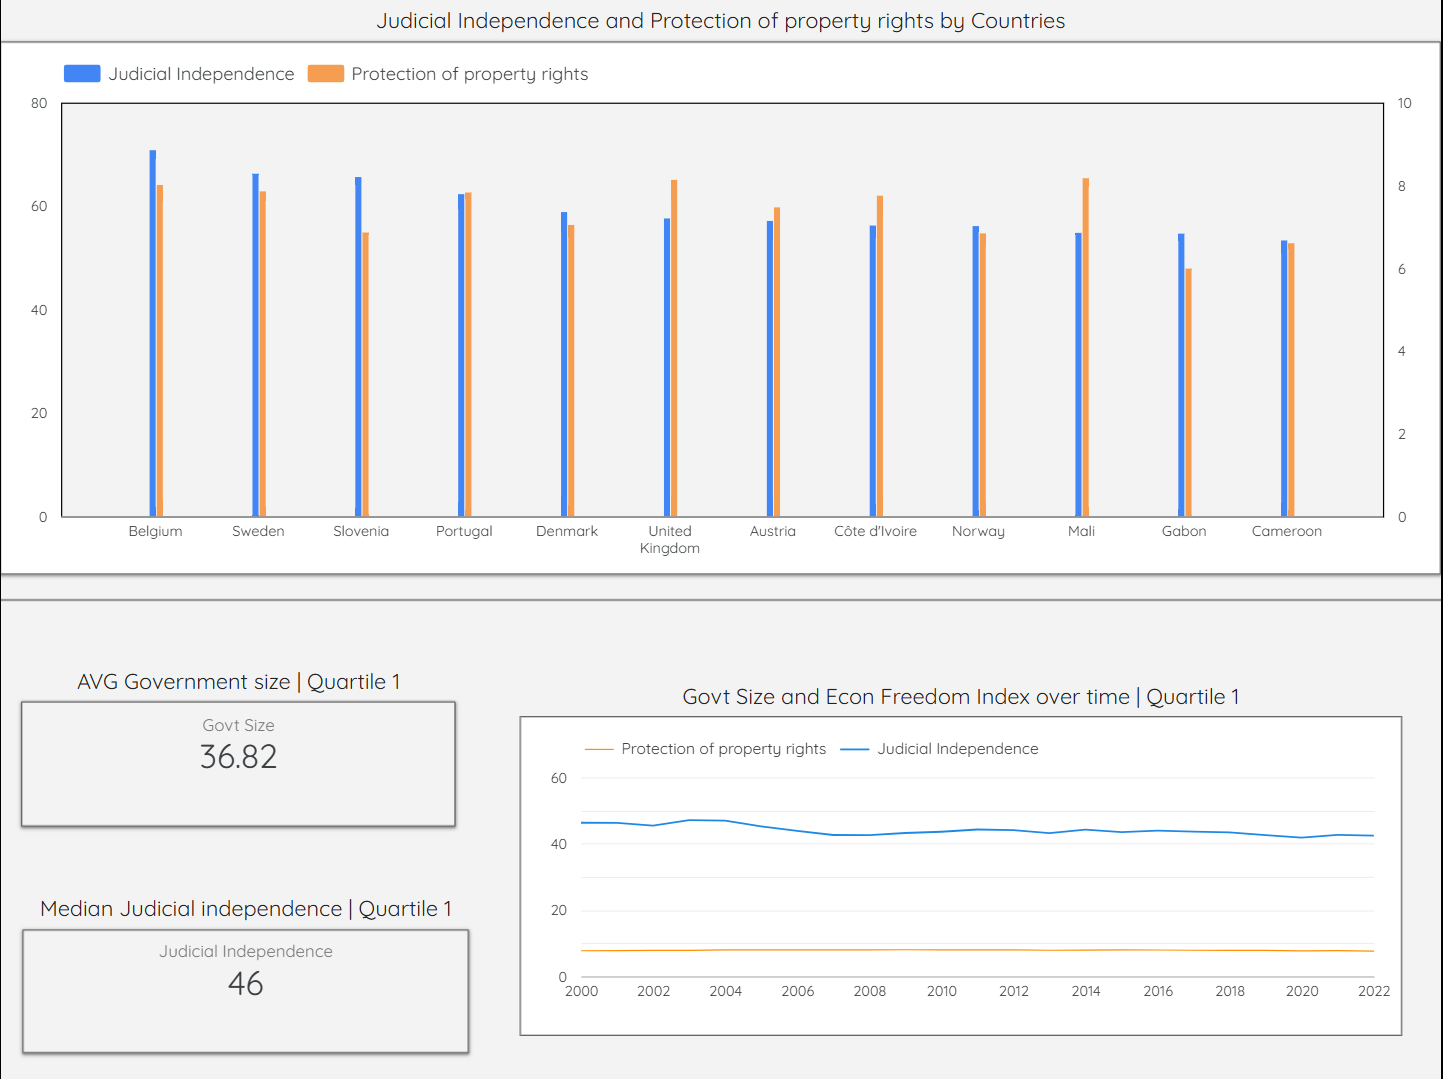 Judicial Independence and Protection of property rights by Countries
Judicial Independence Protection of property rights
80 10
8
60
6
40
4
20
2
0 0
Belgium Sweden Slovenia Portugal Denmark United Kingdom Austria Côte d'Ivoire Norway Mali Gabon Cameroon
AVG Government size | Quartile 1
Govt Size
36.82
Median Judicial independence | Quartile 1
Judicial Independence
46
Govt Size and Econ Freedom Index over time | Quartile 1
Protection of property rights Judicial Independence
60
40
20
0
2000 2002 2004 2006 2008 2010 2012 2014 2016 2018 2020 2022